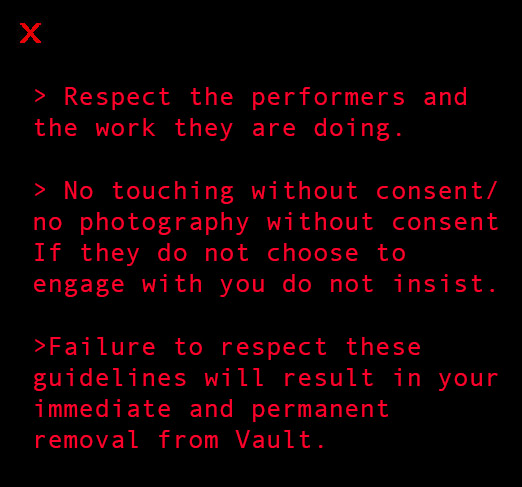 X
> Respect the performers and
the work they are doing.
> No touching without consent/
no photography without consent
If they do not choose to
engage with you do not insist.
>Failure to respect these
guidelines will result in your
immediate and permanent
removal from Vault.